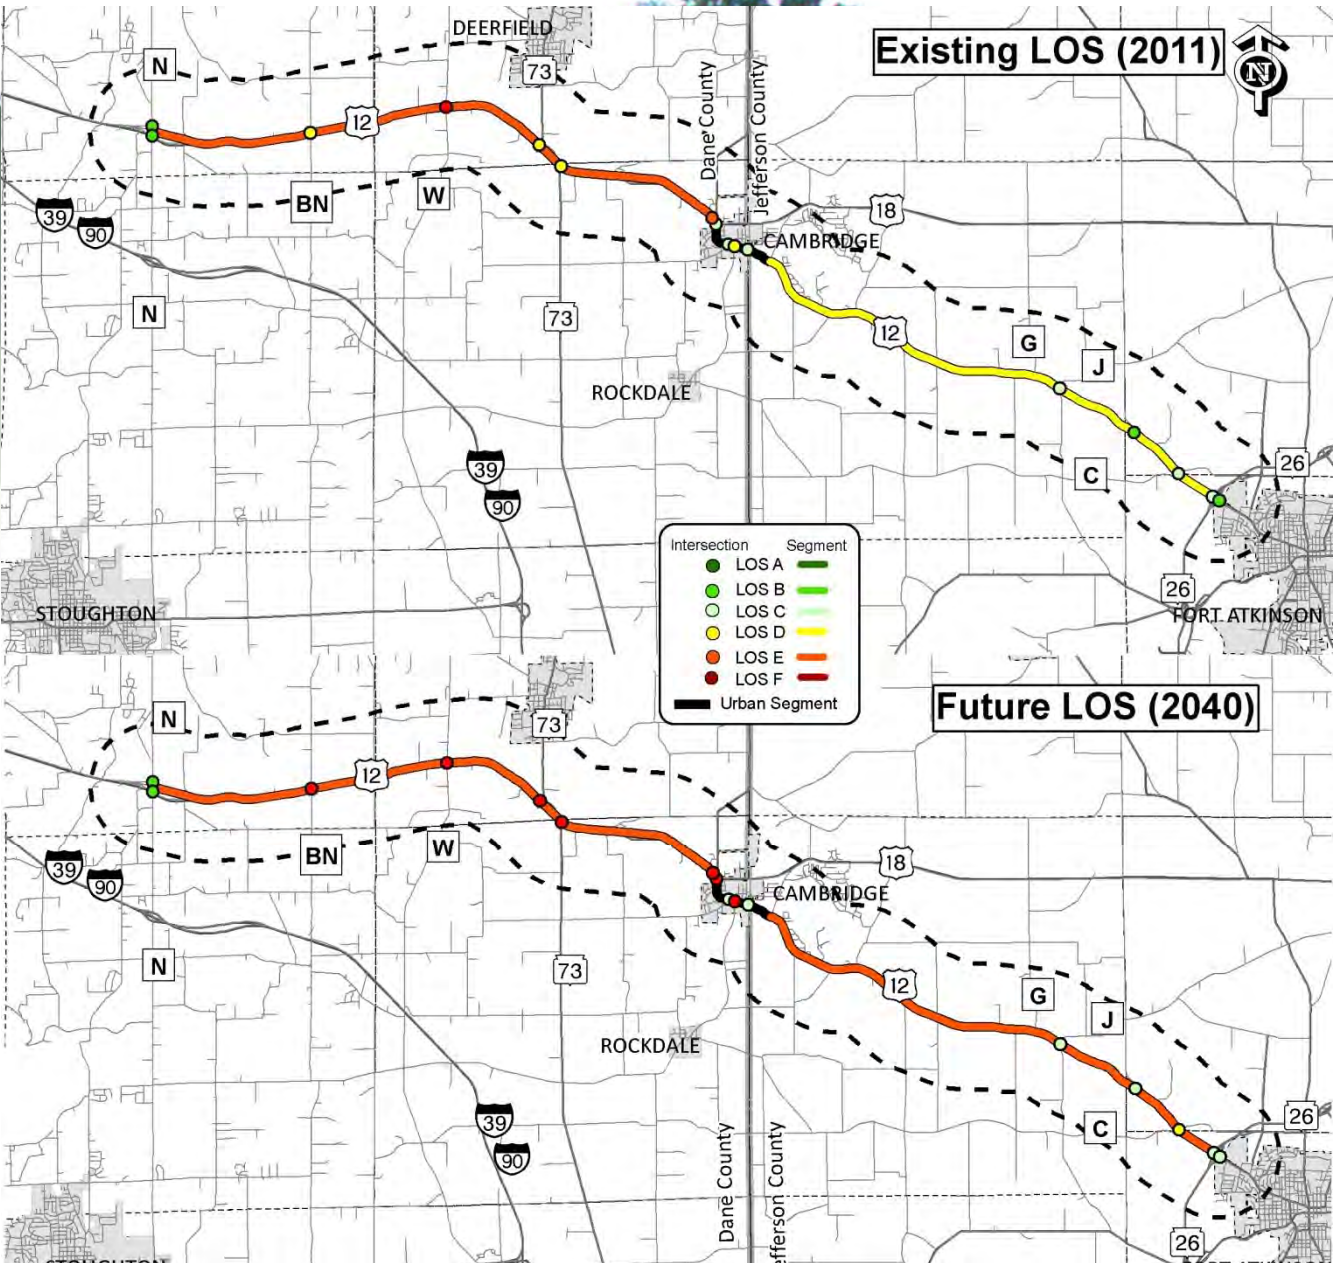 DEERFIELD
Existing LOS (2011)
N
N
73
12
Dane County
Jefferson County
BN
W
39
90
18
CAMBRIDGE
N
73
12
G
J
ROCKDALE
39
90
C
26
26
STOUGHTON
FORT ATKINSON
Intersection Segment
LOS A
LOS B
LOS C
LOS D
LOS E
LOS F
Urban Segment
Future LOS (2040)
N
73
12
BN
W
39
90
18
CAMBRIDGE
N
73
12
G
J
ROCKDALE
39
90
C
26
Dane County
efferson County
26